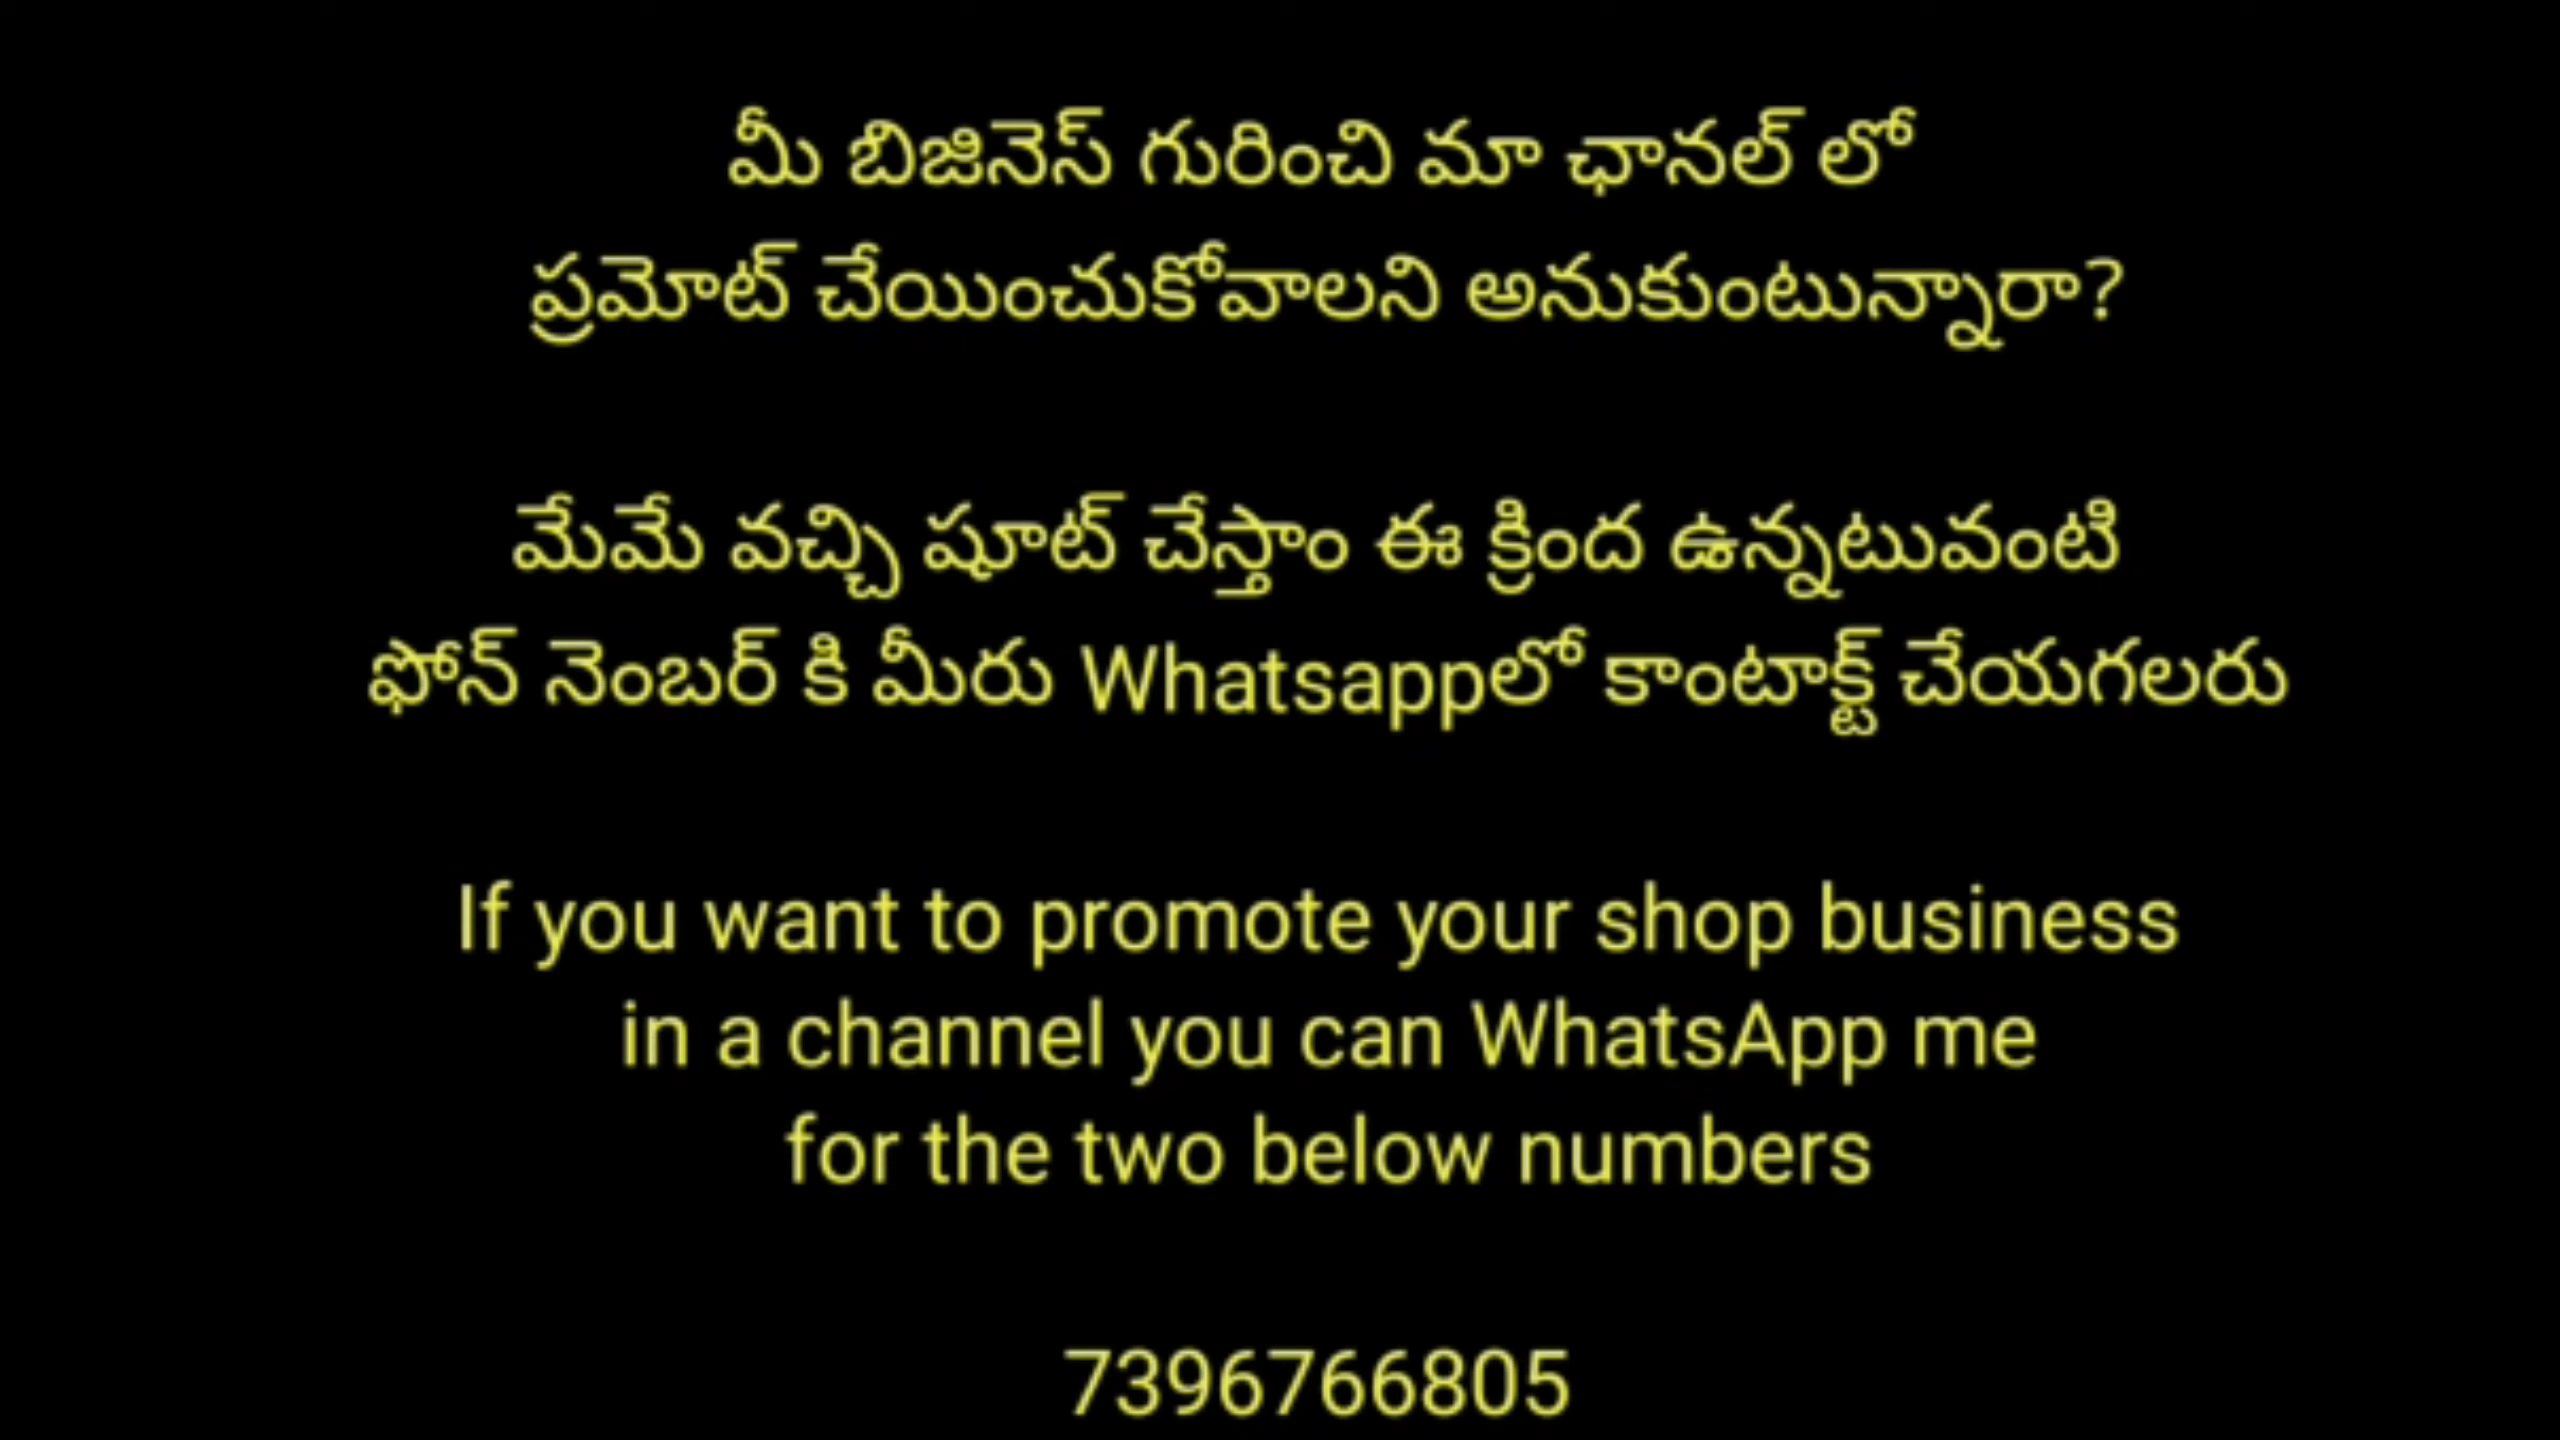 మీ బిజినెస్ గురించి మా ఛానల్ లో
ప్రమోట్ చేయించుకోవాలని అనుకుంటున్నారా?
మేమే వచ్చి షూట్ చేస్తాం ఈ క్రింద ఉన్నటువంటి
ఫోన్ నెంబర్ కి మీరు Whatsappలో కాంటాక్ట్ చేయగలరు
If you want to promote your shop business
in a channel you can WhatsApp me
for the two below numbers
7396766805